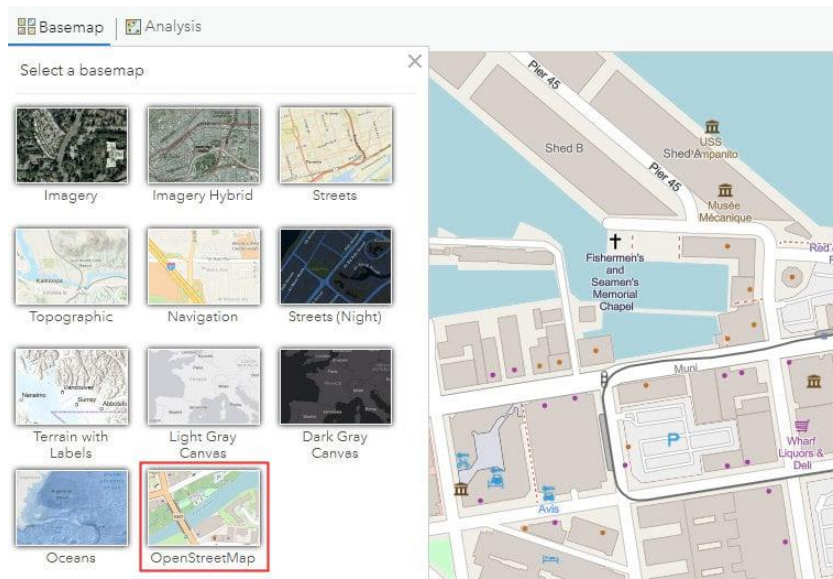 Basemap
Analysis
Select a basemap
Imagery
Imagery Hybrid
Streets
Topographic
Navigation
Streets (Night)
Terrain with
Labels
Light Gray
Canvas
Dark Gray
Canvas
Oceans
OpenStreetMap
Pier 45
Shed B
Shed A
USS
Pampanito
Pier 45
Musée
Mécanique
Fishermen's
and
Seamen's
Memorial
Chapel
Red
Muni
P
Wharf
Liquors &
Deli
Avis